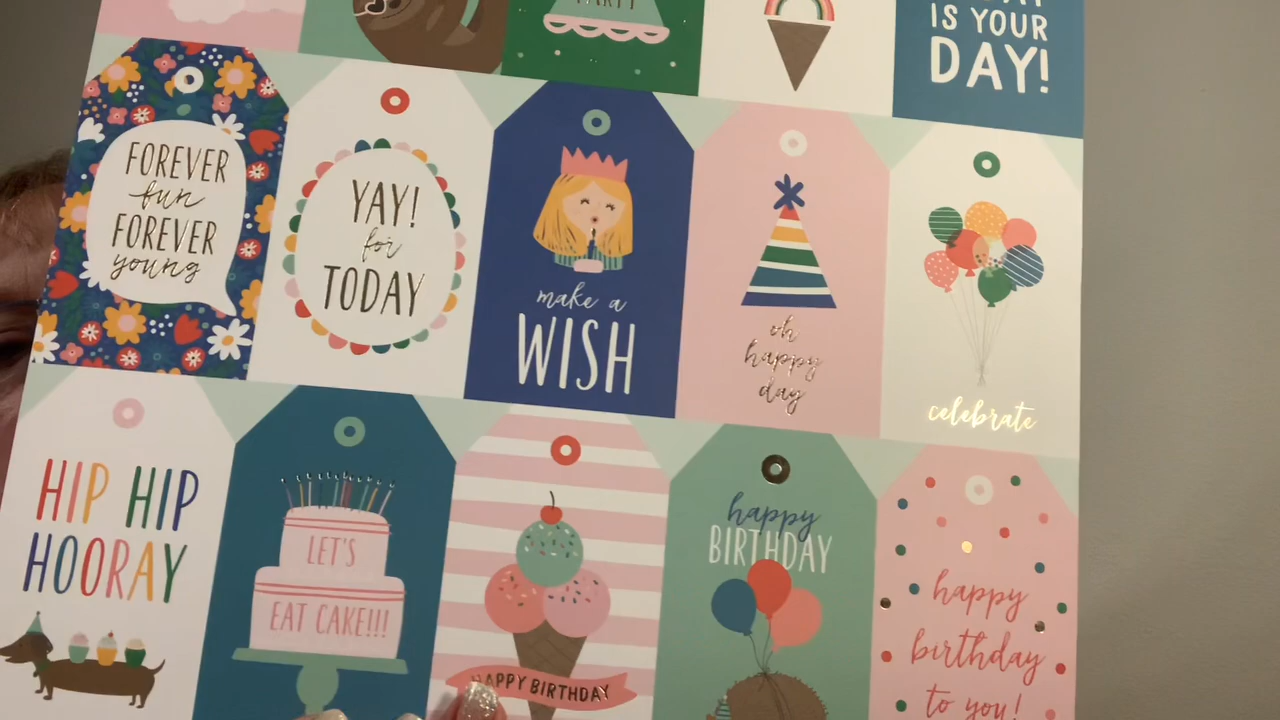 PARTY
IS YOUR
DAY!
FOREVER
fun
FOREVER
young
YAY!
for
TODAY
make a
WISH
oh
happy
day
celebrate
HIP HIP
HOORAY
LET'S
EAT CAKE!!!
HAPPY BIRTHDAY
happy
BIRTHDAY
happy
birthday
to you!